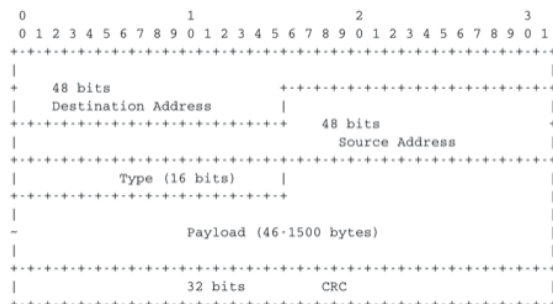 0 1 2 3
0 1 2 3 4 5 6 7 8 9 0 1 2 3 4 5 6 7 8 9 0 1 2 3 4 5 6 7 8 9 0 1
48 bits
Destination Address
48 bits
Source Address
Type (16 bits)
Payload (46-1500 bytes)
32 bits CRC